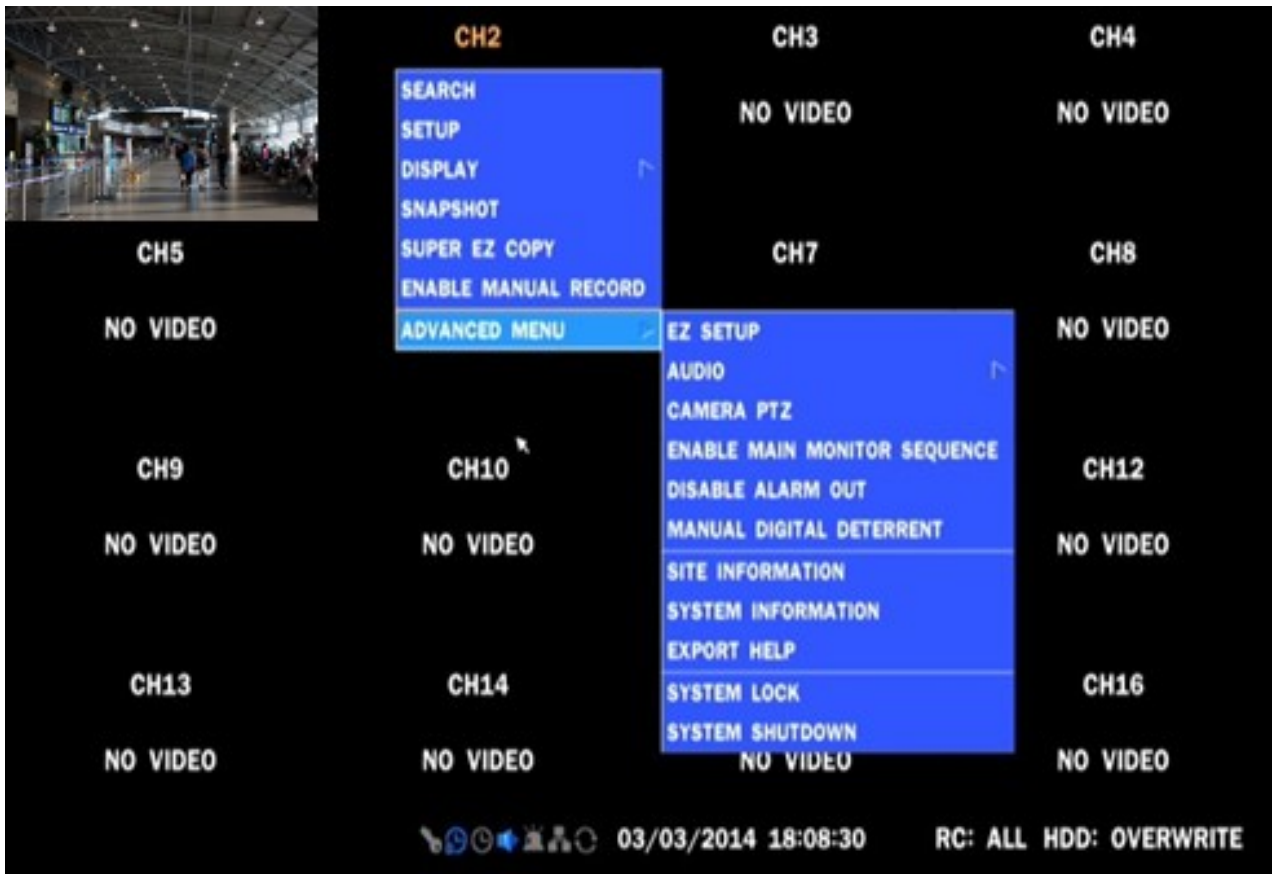 CH2
CH3
CH4
NO VIDEO
NO VIDEO
SEARCH
SETUP
DISPLAY
SNAPSHOT
SUPER EZ COPY
ENABLE MANUAL RECORD
ADVANCED MENU
EZ SETUP
AUDIO
CAMERA PTZ
ENABLE MAIN MONITOR SEQUENCE
DISABLE ALARM OUT
MANUAL DIGITAL DETERRENT
SITE INFORMATION
SYSTEM INFORMATION
EXPORT HELP
SYSTEM LOCK
SYSTEM SHUTDOWN
CH5
CH7
CH8
NO VIDEO
NO VIDEO
CH9
CH10
CH12
NO VIDEO
NO VIDEO
NO VIDEO
CH13
CH14
CH16
NO VIDEO
NO VIDEO
NO VIDEO
NO VIDEO
03/03/2014 18:08:30
RC: ALL HDD: OVERWRITE